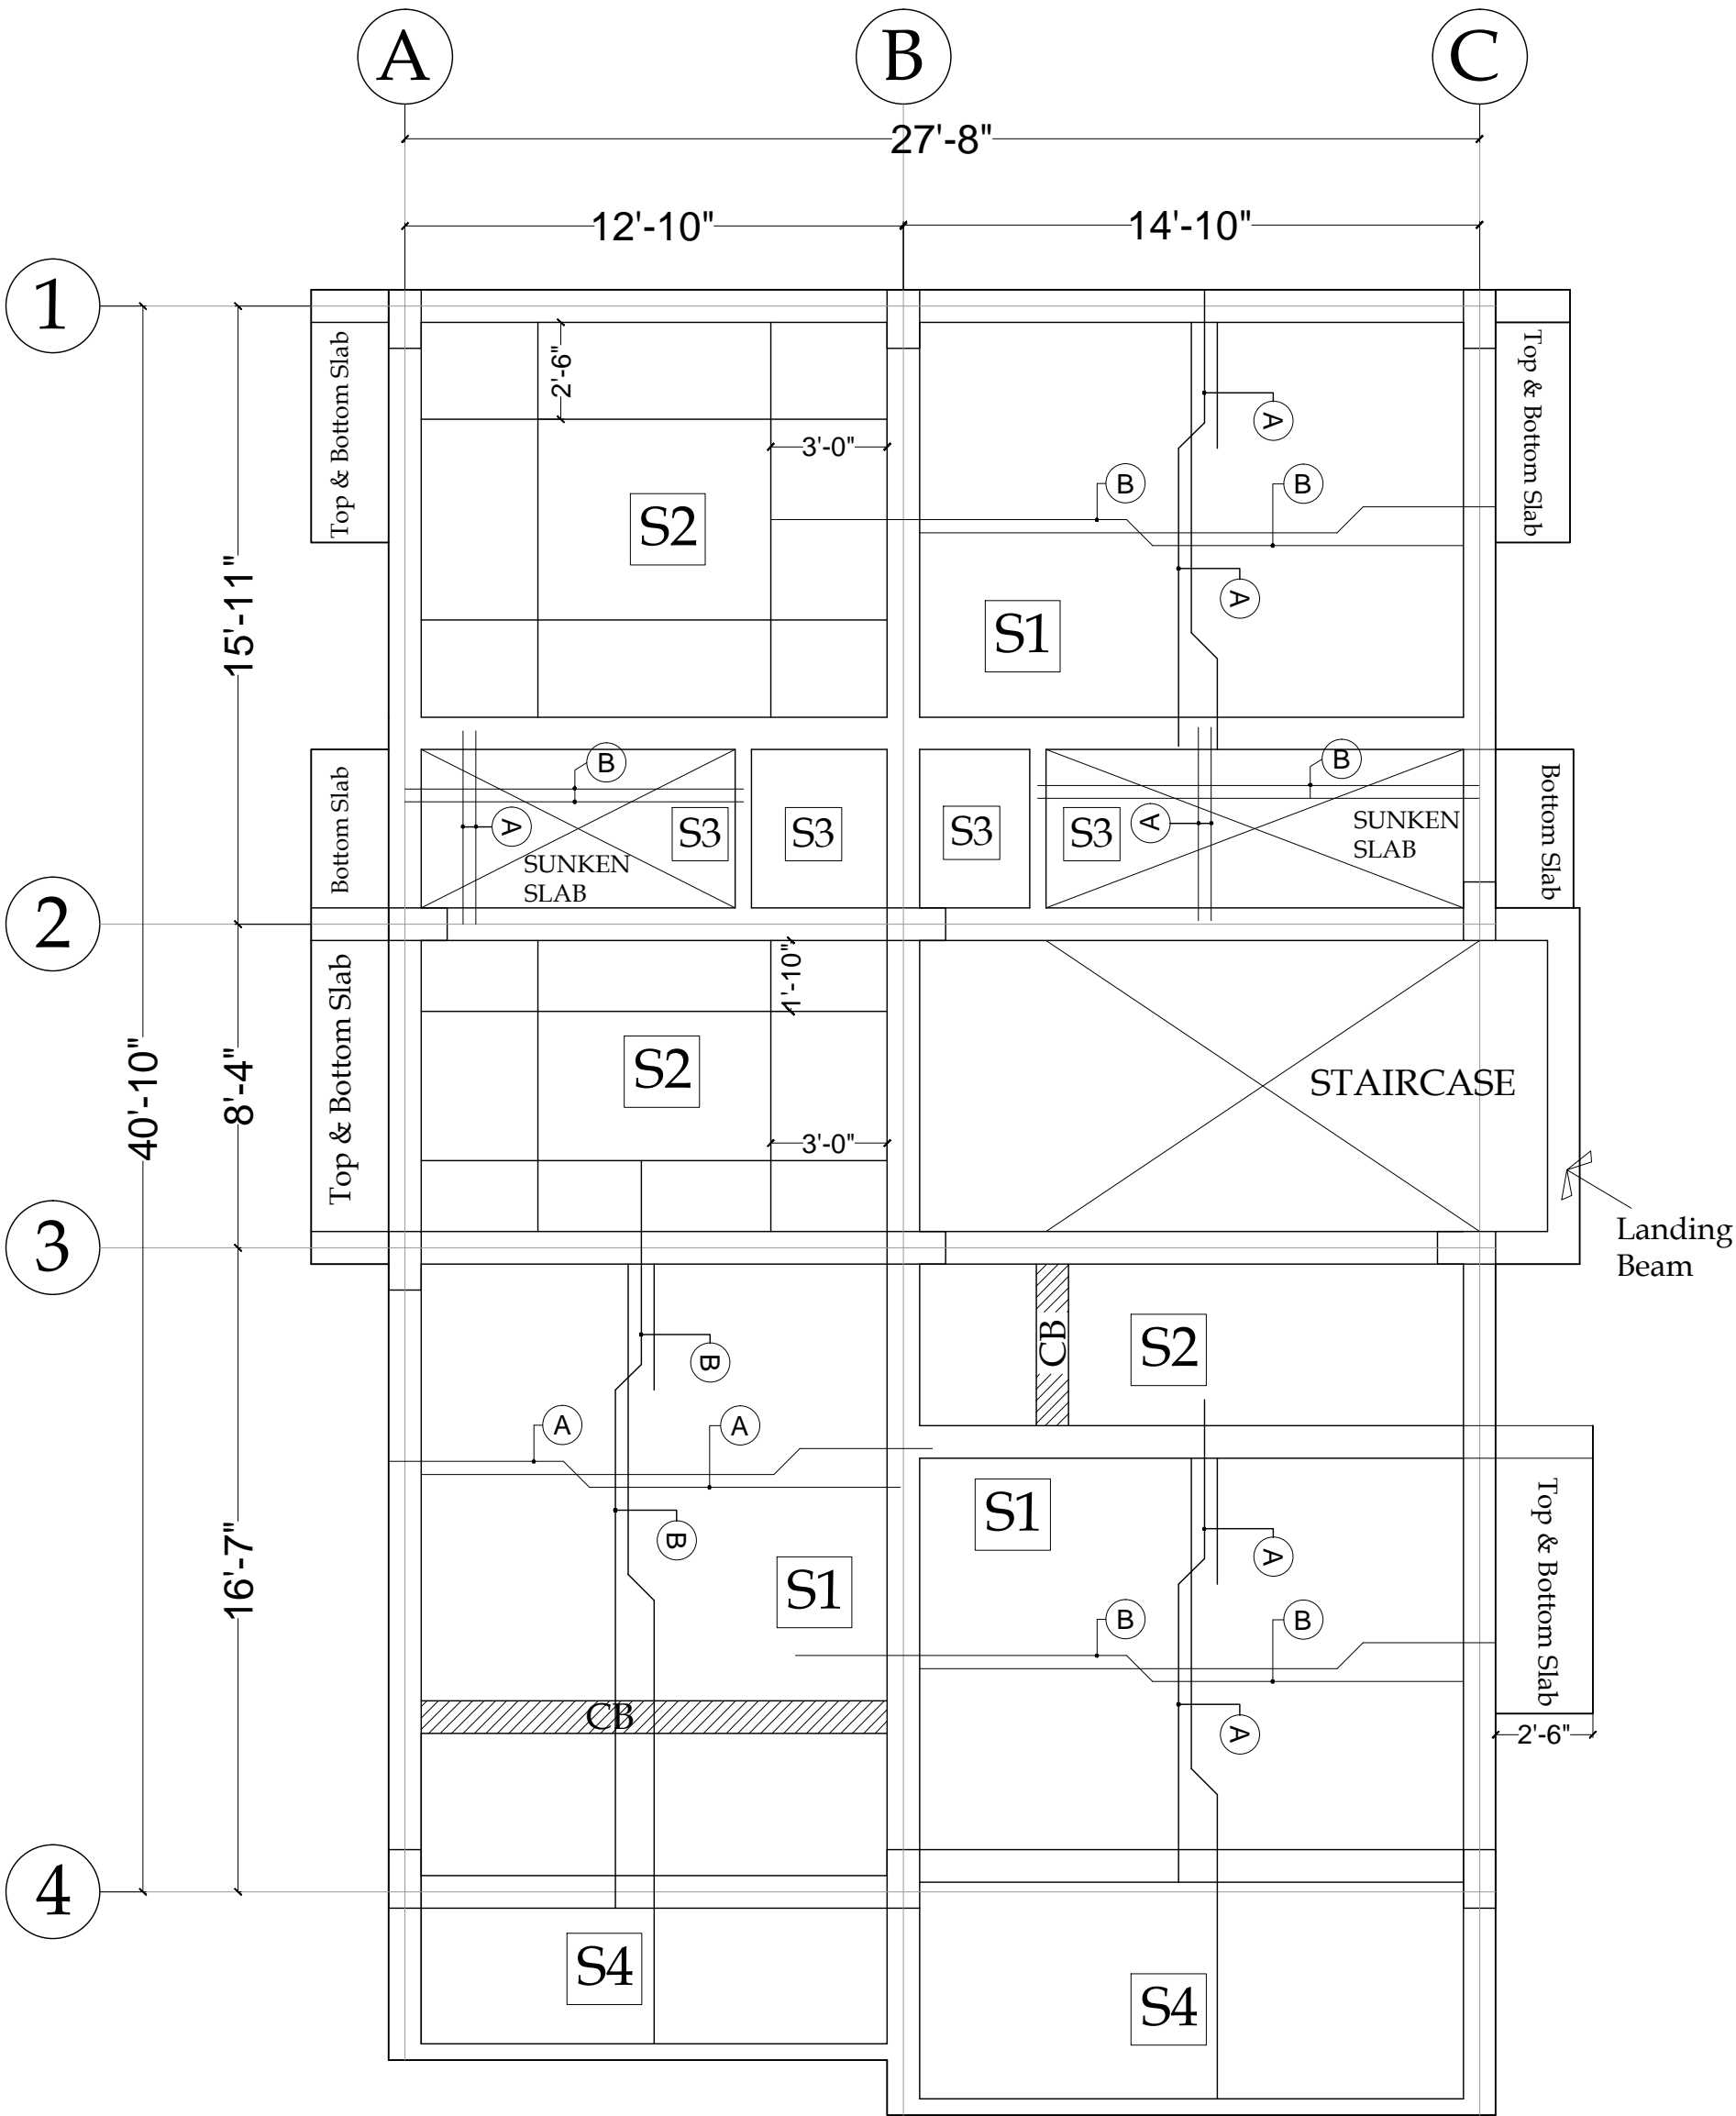 A
B
C
27'-8"
12'-10"
14'-10"
1
Top & Bottom Slab
2'-6"
3'-0"
A
B
B
A
S2
S1
Top & Bottom Slab
15'-11"
Bottom Slab
B
A
S3
SUNKEN
SLAB
S3
S3
S3
B
A
SUNKEN
SLAB
Bottom Slab
2
Top & Bottom Slab
1'-10"
S2
3'-0"
STAIRCASE
40'-10"
8'-4"
3
Landing
Beam
CB
S2
B
A
A
B
S1
S1
A
B
B
A
Top & Bottom Slab
16'-7"
CB
2'-6"
4
S4
S4